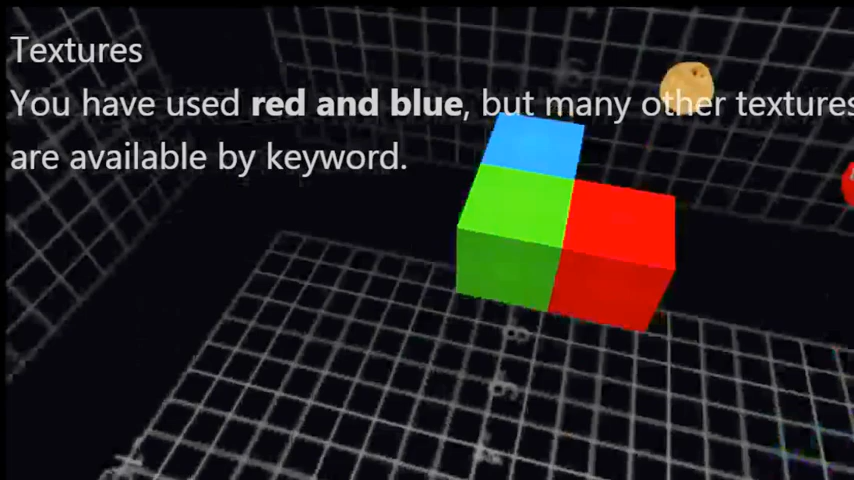 Textures
You have used red and blue, but many other textures
are available by keyword.